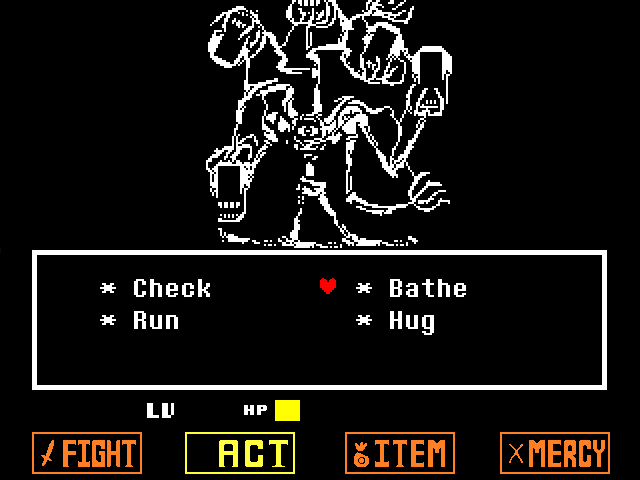 * Check * Bathe
* Run * Hug
LV HP
FIGHT ACT ITEM MERCY